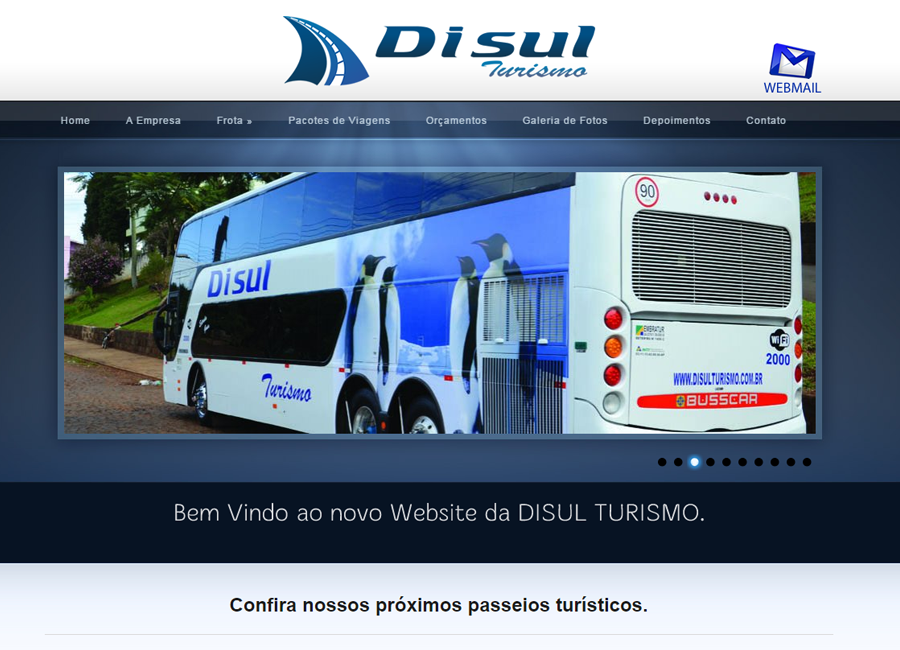 Disul
Turismo
WEBMAIL
Home A Empresa Frota » Pacotes de Viagens Orçamentos Galeria de Fotos Depoimentos Contato
90
Disul
Turismo
EMBRATUR
WiFi
2000
WWW.DISULTURISMO.COM.BR
BUSSCAR
Bem Vindo ao novo Website da DISUL TURISMO.
Confira nossos próximos passeios turísticos.